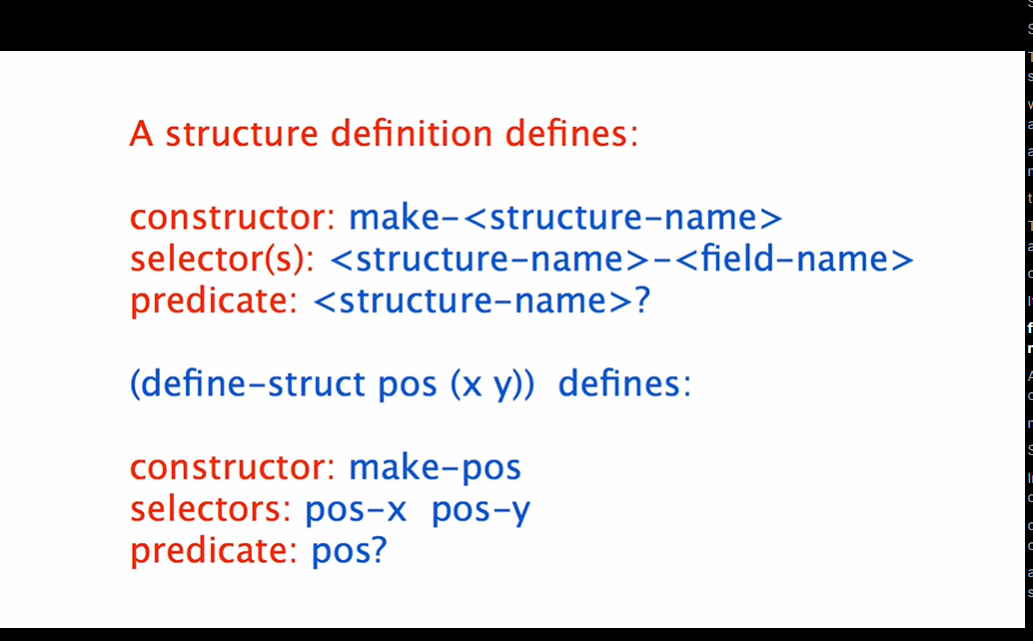 A structure definition defines:
constructor: make-<structure-name>
selector(s): <structure-name>-<field-name>
predicate: <structure-name>?
(define-struct pos (x y))  defines:
constructor: make-pos
selectors: pos-x  pos-y
predicate: pos?